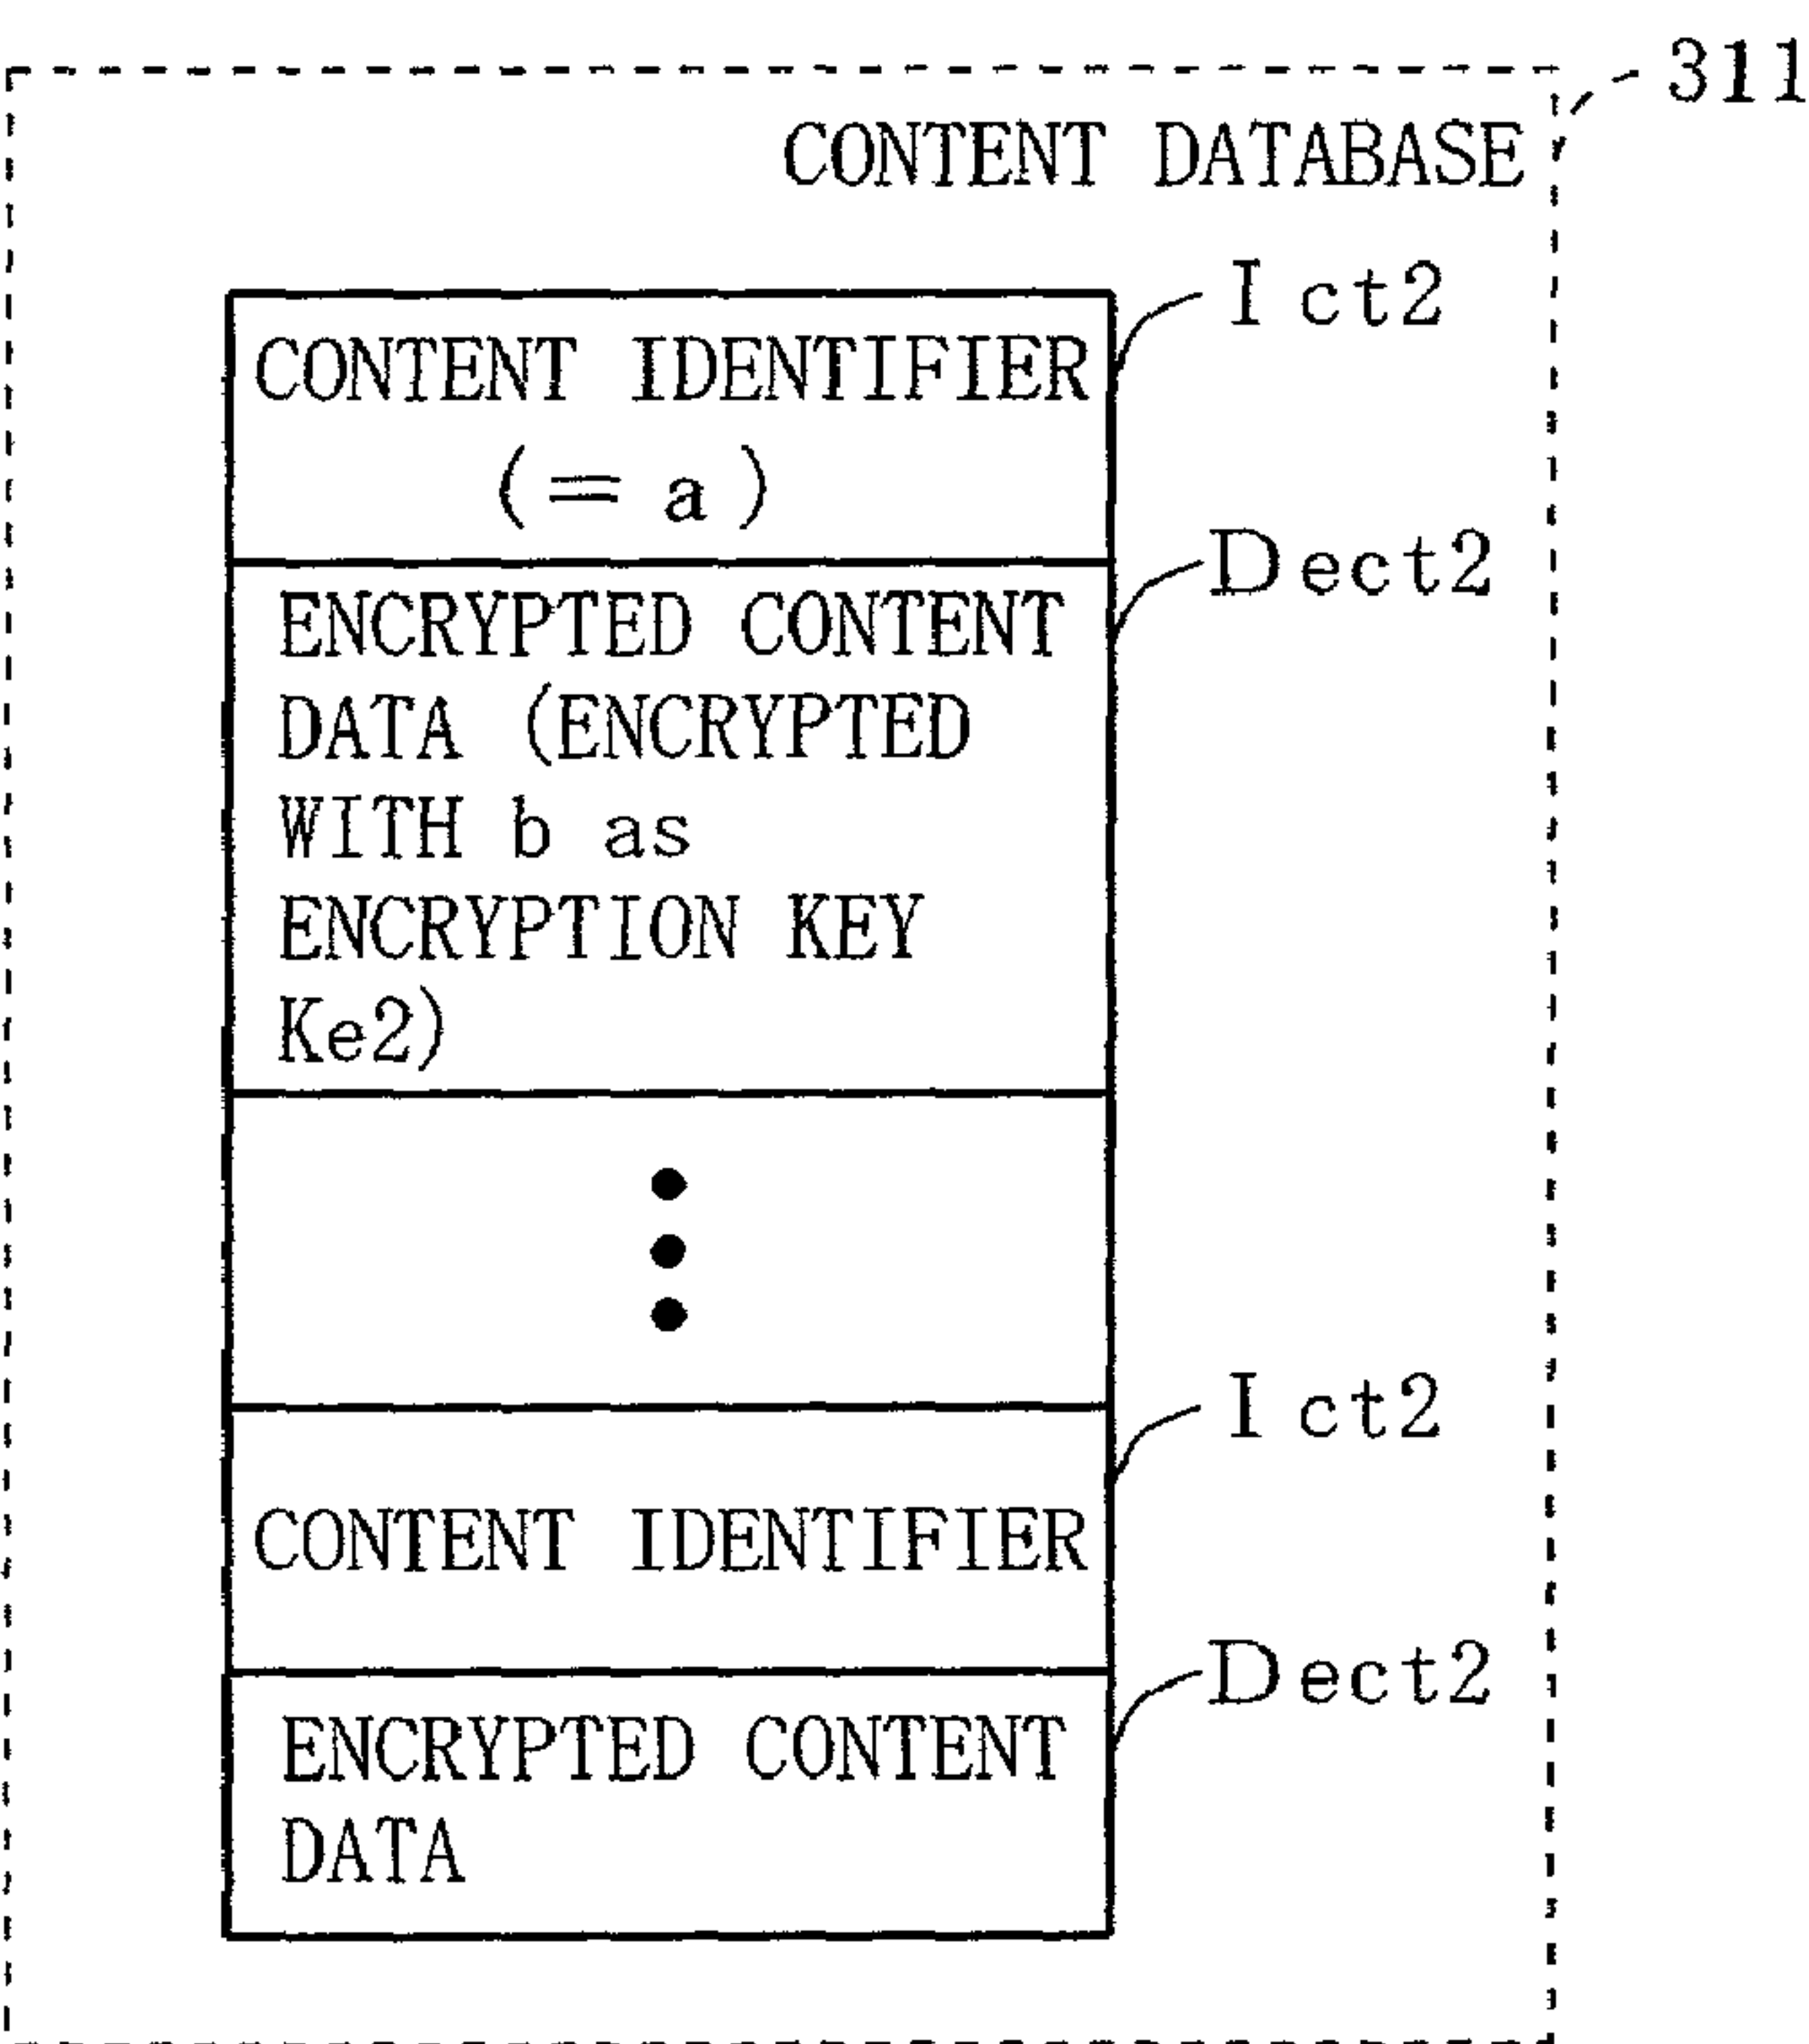 311
CONTENT DATABASE
Ict2
CONTENT IDENTIFIER
(= a)
Dect2
ENCRYPTED CONTENT
DATA (ENCRYPTED
WITH b as
ENCRYPTION KEY
Ke2)
Ict2
CONTENT IDENTIFIER
Dect2
ENCRYPTED CONTENT
DATA